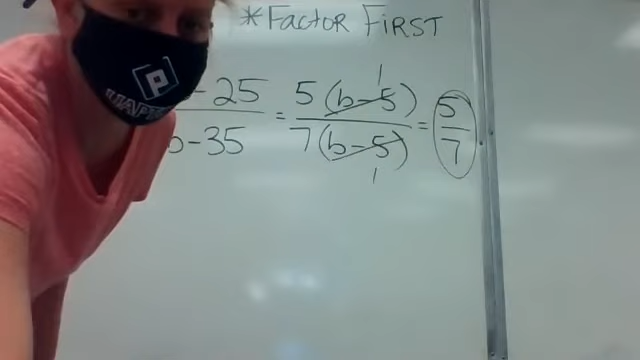 *FACTOR FIRST
- 25 = 5(b-5) = 5
b-35 7(b-5) 7
1
1
P